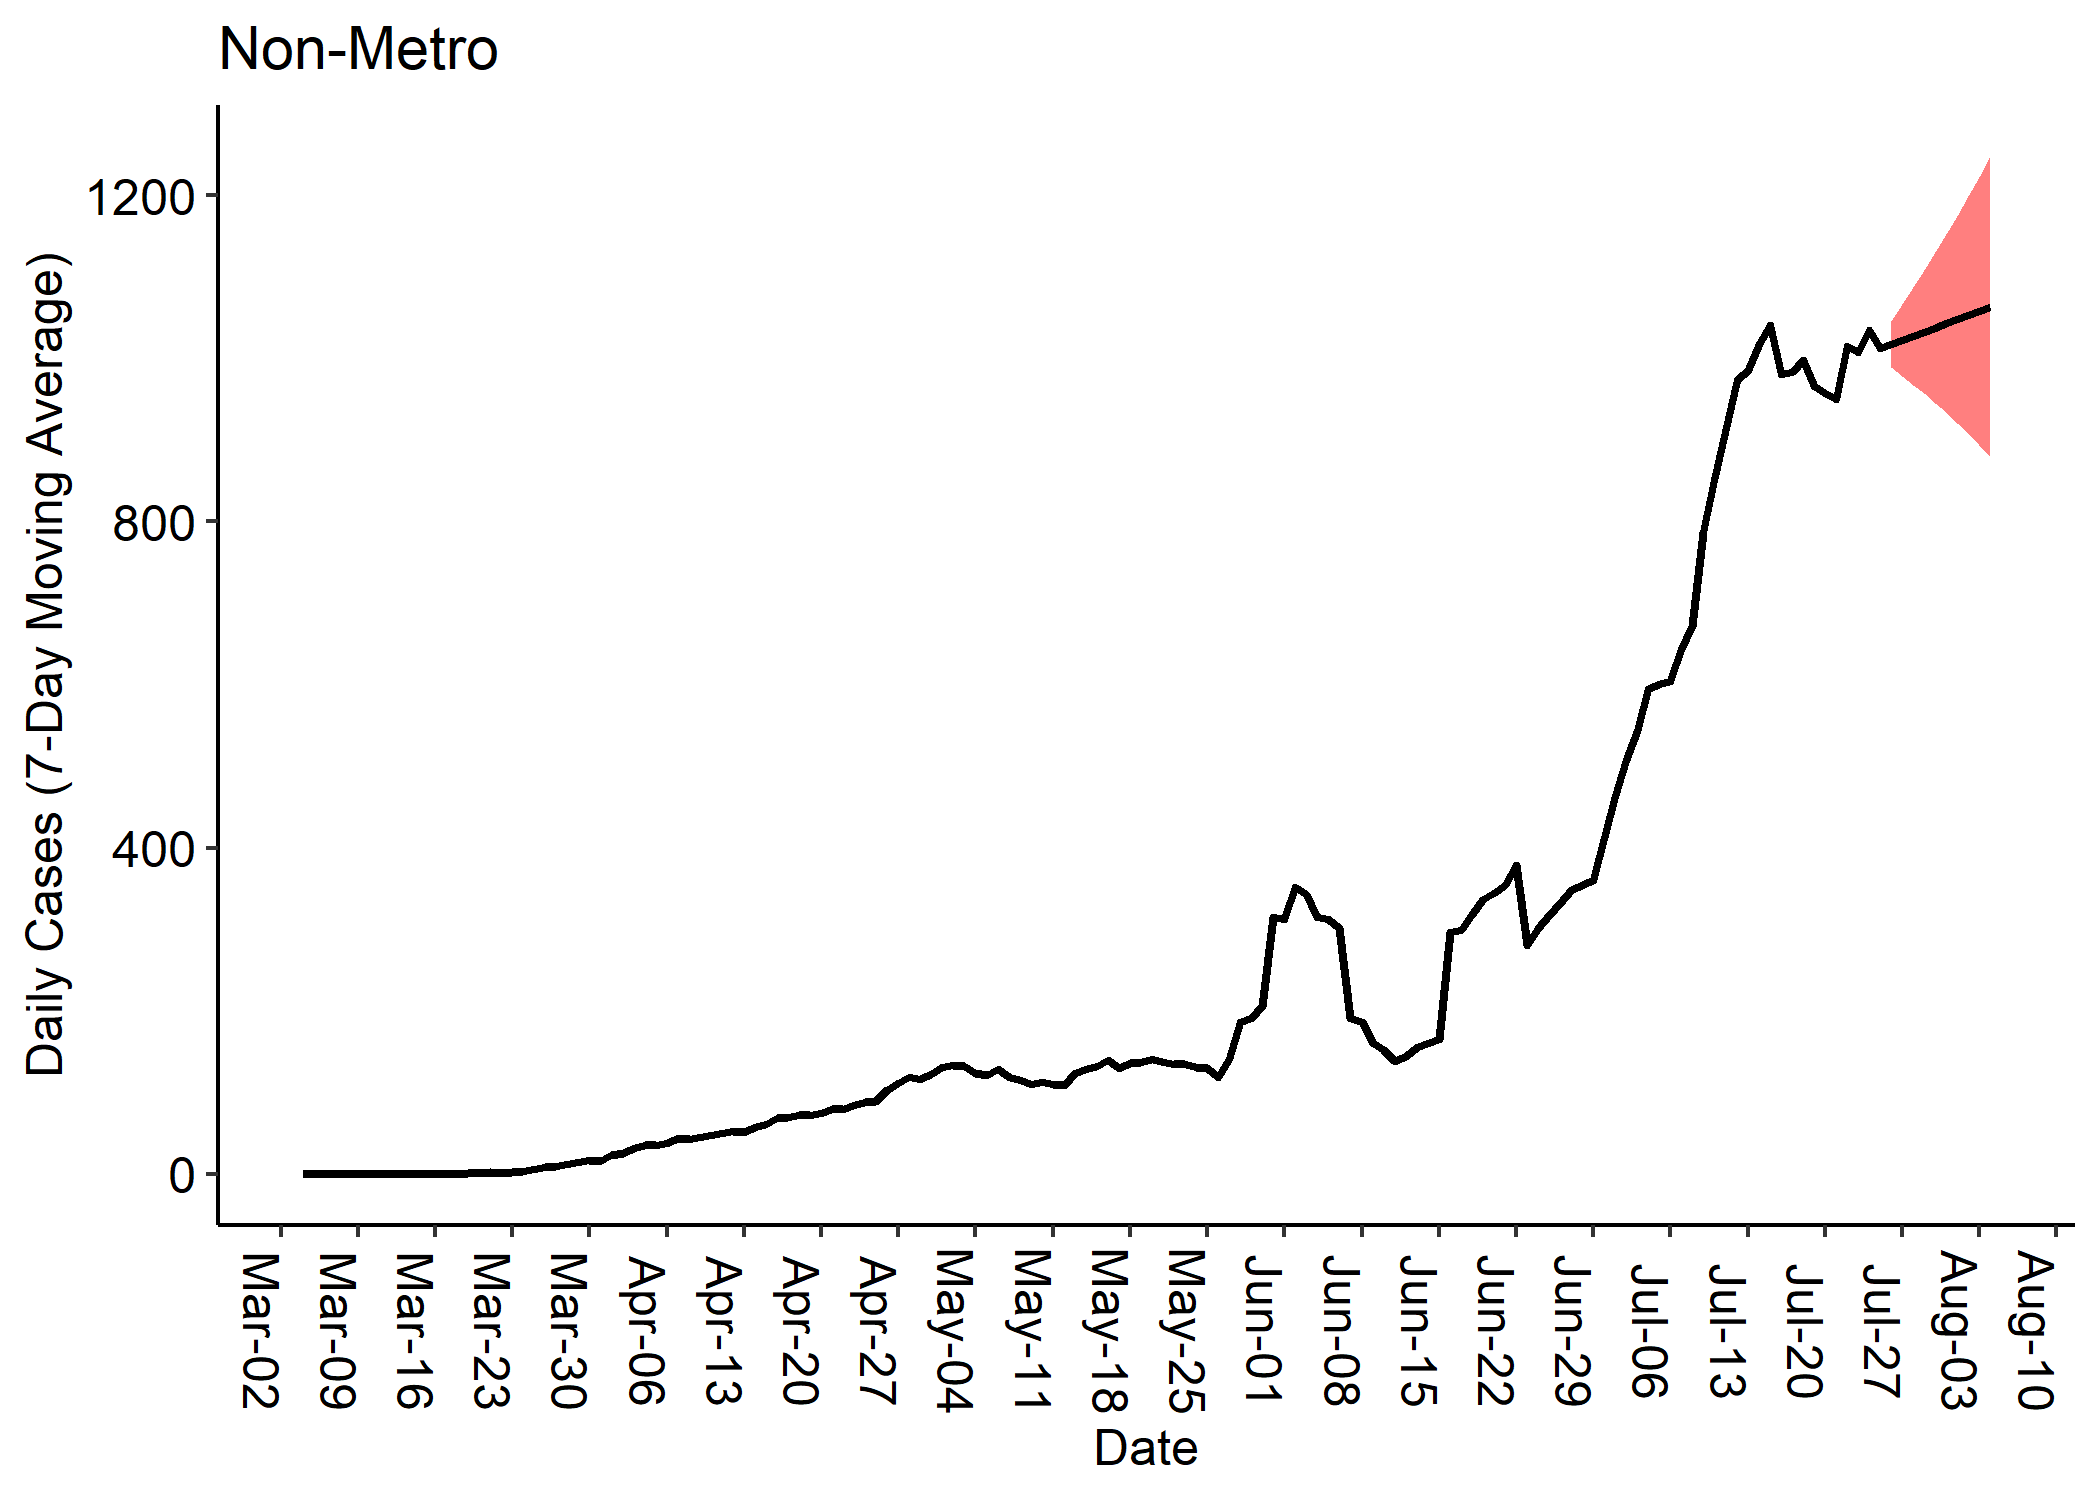 Non-Metro
Daily Cases (7-Day Moving Average)
1200
800
400
0
Mar-02
Mar-09
Mar-16
Mar-23
Mar-30
Apr-06
Apr-13
Apr-20
Apr-27
May-04
May-11
May-18
May-25
Jun-01
Jun-08
Jun-15
Jun-22
Jun-29
Jul-06
Jul-13
Jul-20
Jul-27
Aug-03
Aug-10
Date